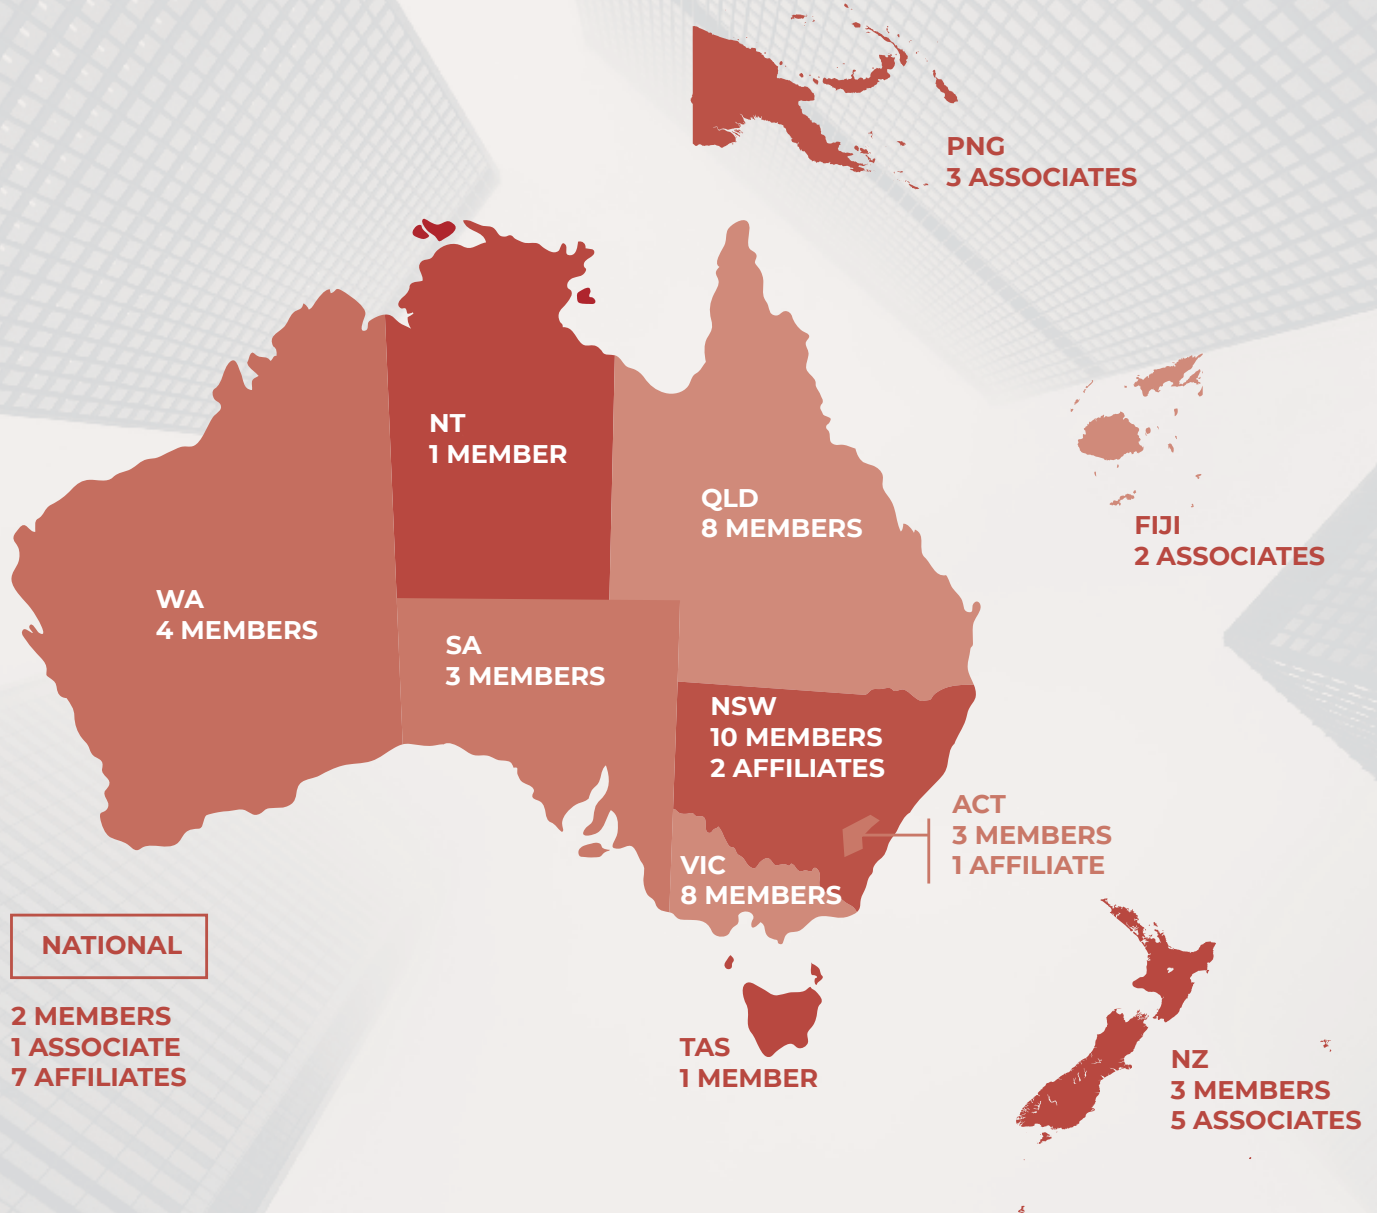 PNG
3 ASSOCIATES
NT
1 MEMBER
QLD
8 MEMBERS
FIJI
2 ASSOCIATES
WA
4 MEMBERS
SA
3 MEMBERS
NSW
10 MEMBERS
2 AFFILIATES
ACT
3 MEMBERS
1 AFFILIATE
VIC
8 MEMBERS
NATIONAL
2 MEMBERS
1 ASSOCIATE
7 AFFILIATES
TAS
1 MEMBER
NZ
3 MEMBERS
5 ASSOCIATES